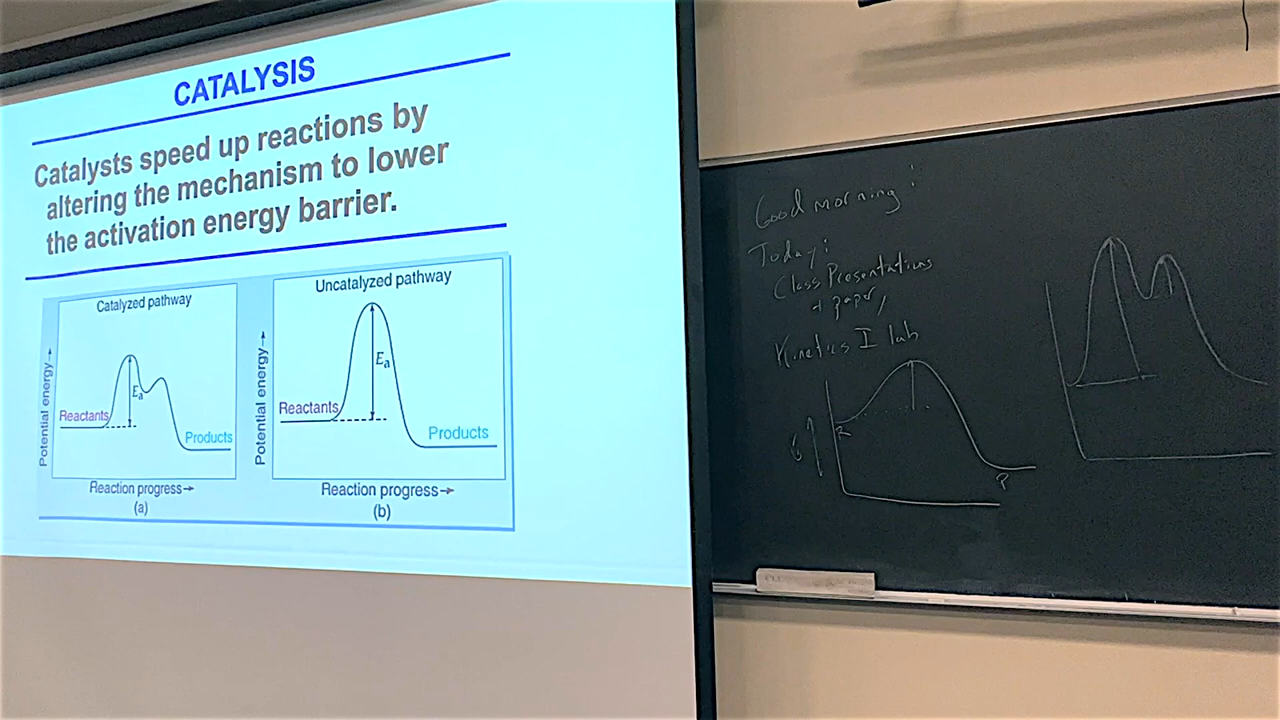 CATALYSIS
Catalysts speed up reactions by
altering the mechanism to lower
the activation energy barrier.
Catalyzed pathway
Potential energy→
Reactants
Ea
Products
Reaction progress→
(a)
Uncatalyzed pathway
Potential energy→
Reactants
Ea
Products
Reaction progress→
(b)
Good morning!
Today:
Class Presentations
+ paper,
Kinetics I lab
R
P